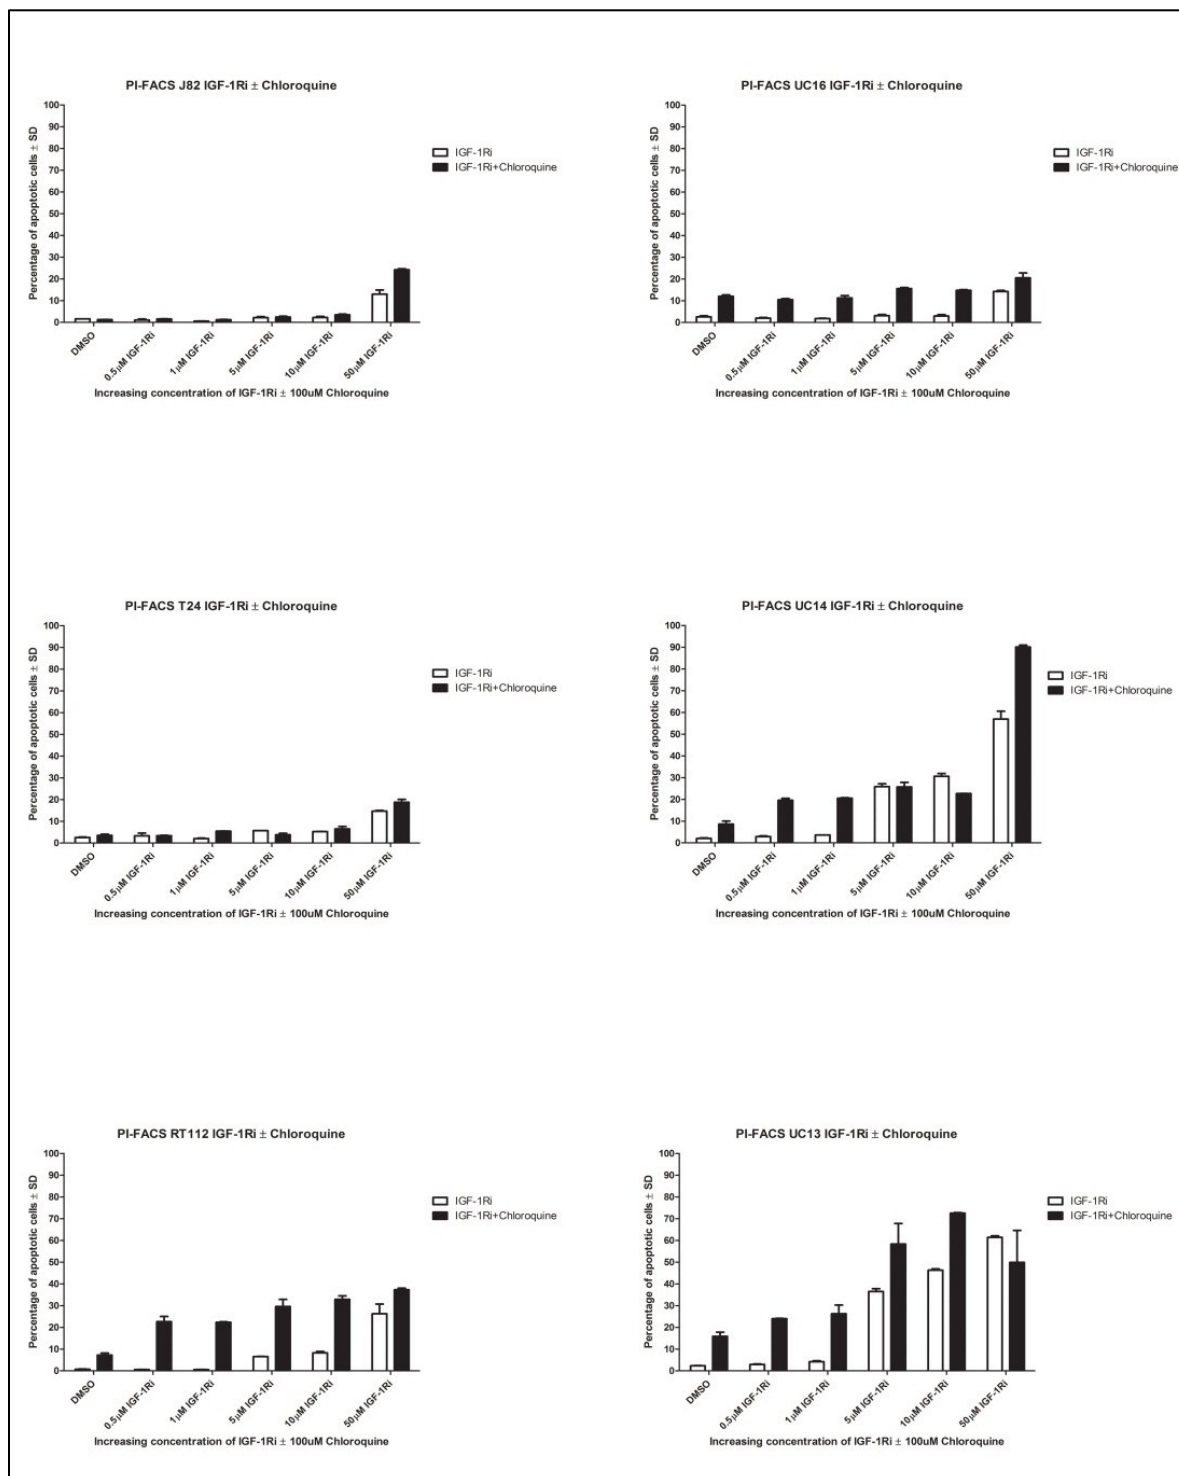 PI-FACS J82 IGF-1Ri ± Chloroquine
Percentage of apoptotic cells ± SD
100
90
80
70
60
50
40
30
20
10
0
IGF-1Ri
IGF-1Ri+Chloroquine
DMSO
0.5µM IGF-1Ri
1µM IGF-1Ri
5µM IGF-1Ri
10µM IGF-1Ri
50µM IGF-1Ri
Increasing concentration of IGF-1Ri ± 100uM Chloroquine
PI-FACS UC16 IGF-1Ri ± Chloroquine
Percentage of apoptotic cells ± SD
100
90
80
70
60
50
40
30
20
10
0
IGF-1Ri
IGF-1Ri+Chloroquine
DMSO
0.5µM IGF-1Ri
1µM IGF-1Ri
5µM IGF-1Ri
10µM IGF-1Ri
50µM IGF-1Ri
Increasing concentration of IGF-1Ri ± 100uM Chloroquine
PI-FACS T24 IGF-1Ri ± Chloroquine
Percentage of apoptotic cells ± SD
100
90
80
70
60
50
40
30
20
10
0
IGF-1Ri
IGF-1Ri+Chloroquine
DMSO
0.5µM IGF-1Ri
1µM IGF-1Ri
5µM IGF-1Ri
10µM IGF-1Ri
50µM IGF-1Ri
Increasing concentration of IGF-1Ri ± 100uM Chloroquine
PI-FACS UC14 IGF-1Ri ± Chloroquine
Percentage of apoptotic cells ± SD
100
90
80
70
60
50
40
30
20
10
0
IGF-1Ri
IGF-1Ri+Chloroquine
DMSO
0.5µM IGF-1Ri
1µM IGF-1Ri
5µM IGF-1Ri
10µM IGF-1Ri
50µM IGF-1Ri
Increasing concentration of IGF-1Ri ± 100uM Chloroquine
PI-FACS RT112 IGF-1Ri ± Chloroquine
Percentage of apoptotic cells ± SD
100
90
80
70
60
50
40
30
20
10
0
IGF-1Ri
IGF-1Ri+Chloroquine
DMSO
0.5µM IGF-1Ri
1µM IGF-1Ri
5µM IGF-1Ri
10µM IGF-1Ri
50µM IGF-1Ri
Increasing concentration of IGF-1Ri ± 100uM Chloroquine
PI-FACS UC13 IGF-1Ri ± Chloroquine
Percentage of apoptotic cells ± SD
100
90
80
70
60
50
40
30
20
10
0
IGF-1Ri
IGF-1Ri+Chloroquine
DMSO
0.5µM IGF-1Ri
1µM IGF-1Ri
5µM IGF-1Ri
10µM IGF-1Ri
50µM IGF-1Ri
Increasing concentration of IGF-1Ri ± 100uM Chloroquine